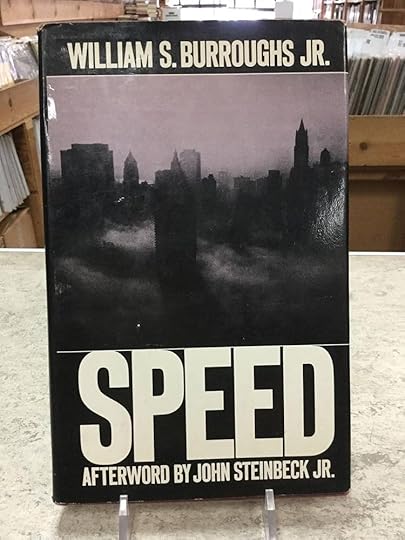 WILLIAM S. BURROUGHS JR.
SPEED
AFTERWORD BY JOHN STEINBECK JR.